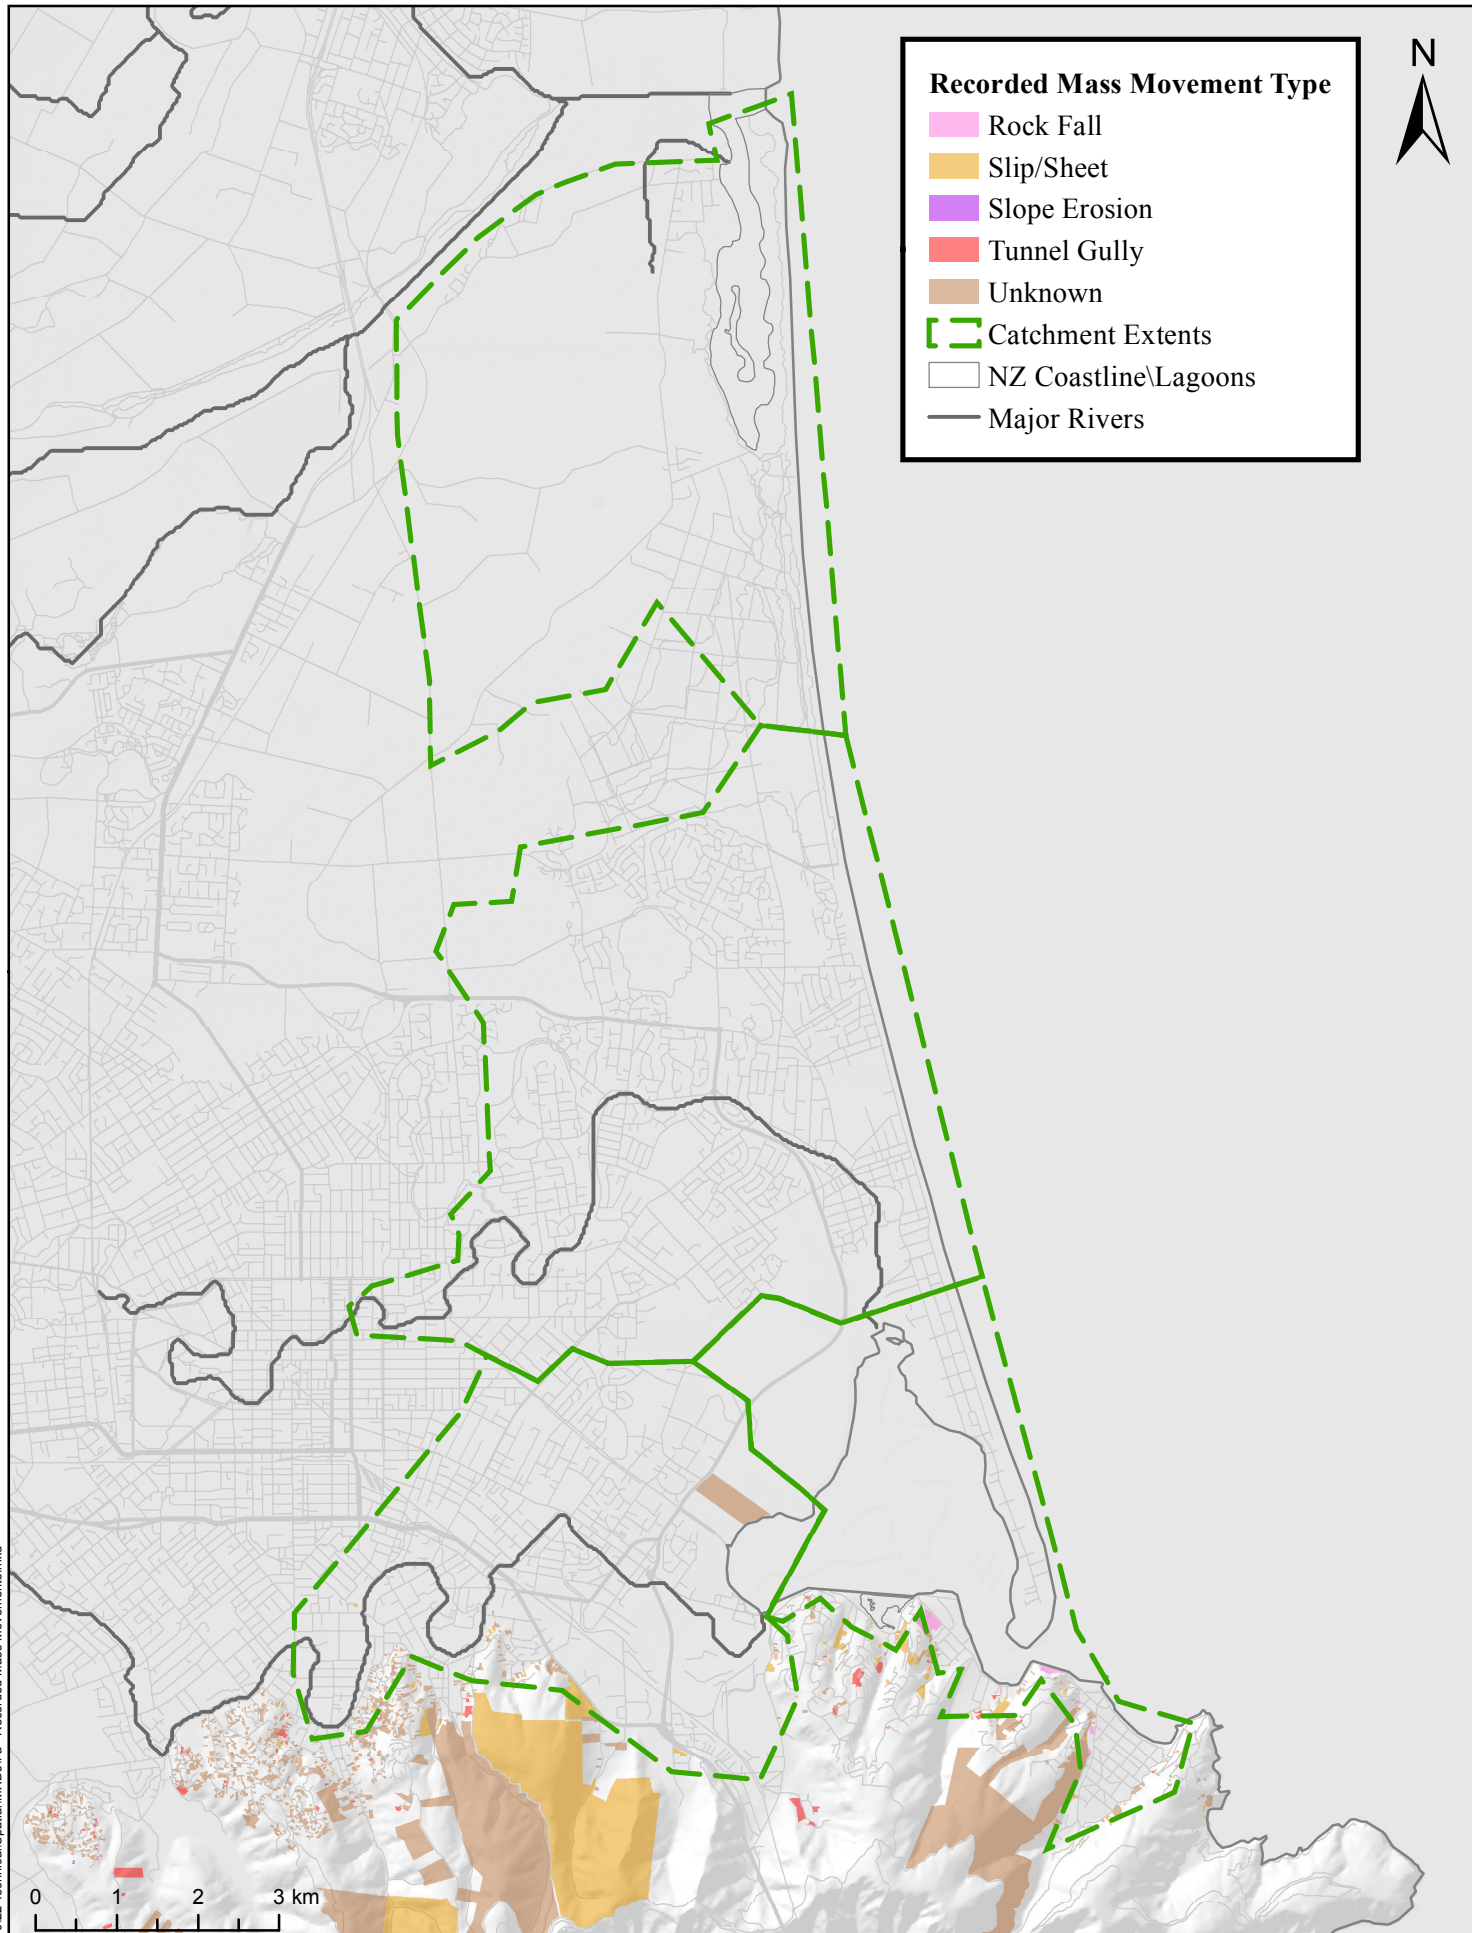 N
Recorded Mass Movement Type
Rock Fall
Slip/Sheet
Slope Erosion
Tunnel Gully
Unknown
Catchment Extents
NZ Coastline\Lagoons
Major Rivers
0 1 2 3 km